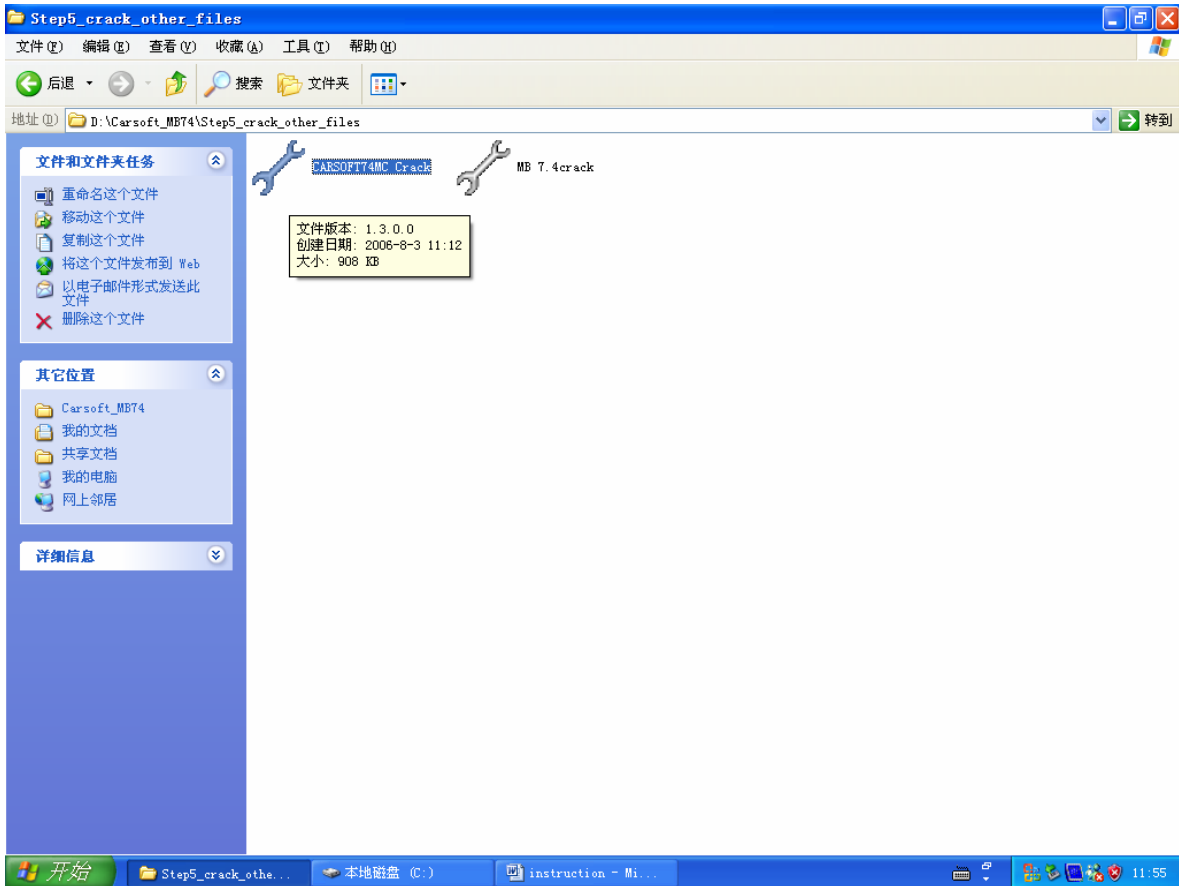 Step5_crack_other_files
文件(F) 编辑(E) 查看(V) 收藏(A) 工具(T) 帮助(H)
后退 搜索 文件夹
地址(D) D:\Carsoft_MB74\Step5_crack_other_files 转到
文件和文件夹任务
重命名这个文件
移动这个文件
复制这个文件
将这个文件发布到 Web
以电子邮件形式发送此
文件
删除这个文件
其它位置
Carsoft_MB74
我的文档
共享文档
我的电脑
网上邻居
详细信息
CARSOFT74MC Crack
MB 7.4crack
文件版本: 1.3.0.0
创建日期: 2006-8-3 11:12
大小: 908 KB
开始 Step5_crack_othe... 本地磁盘 (C:) instruction - Mi... 11:55